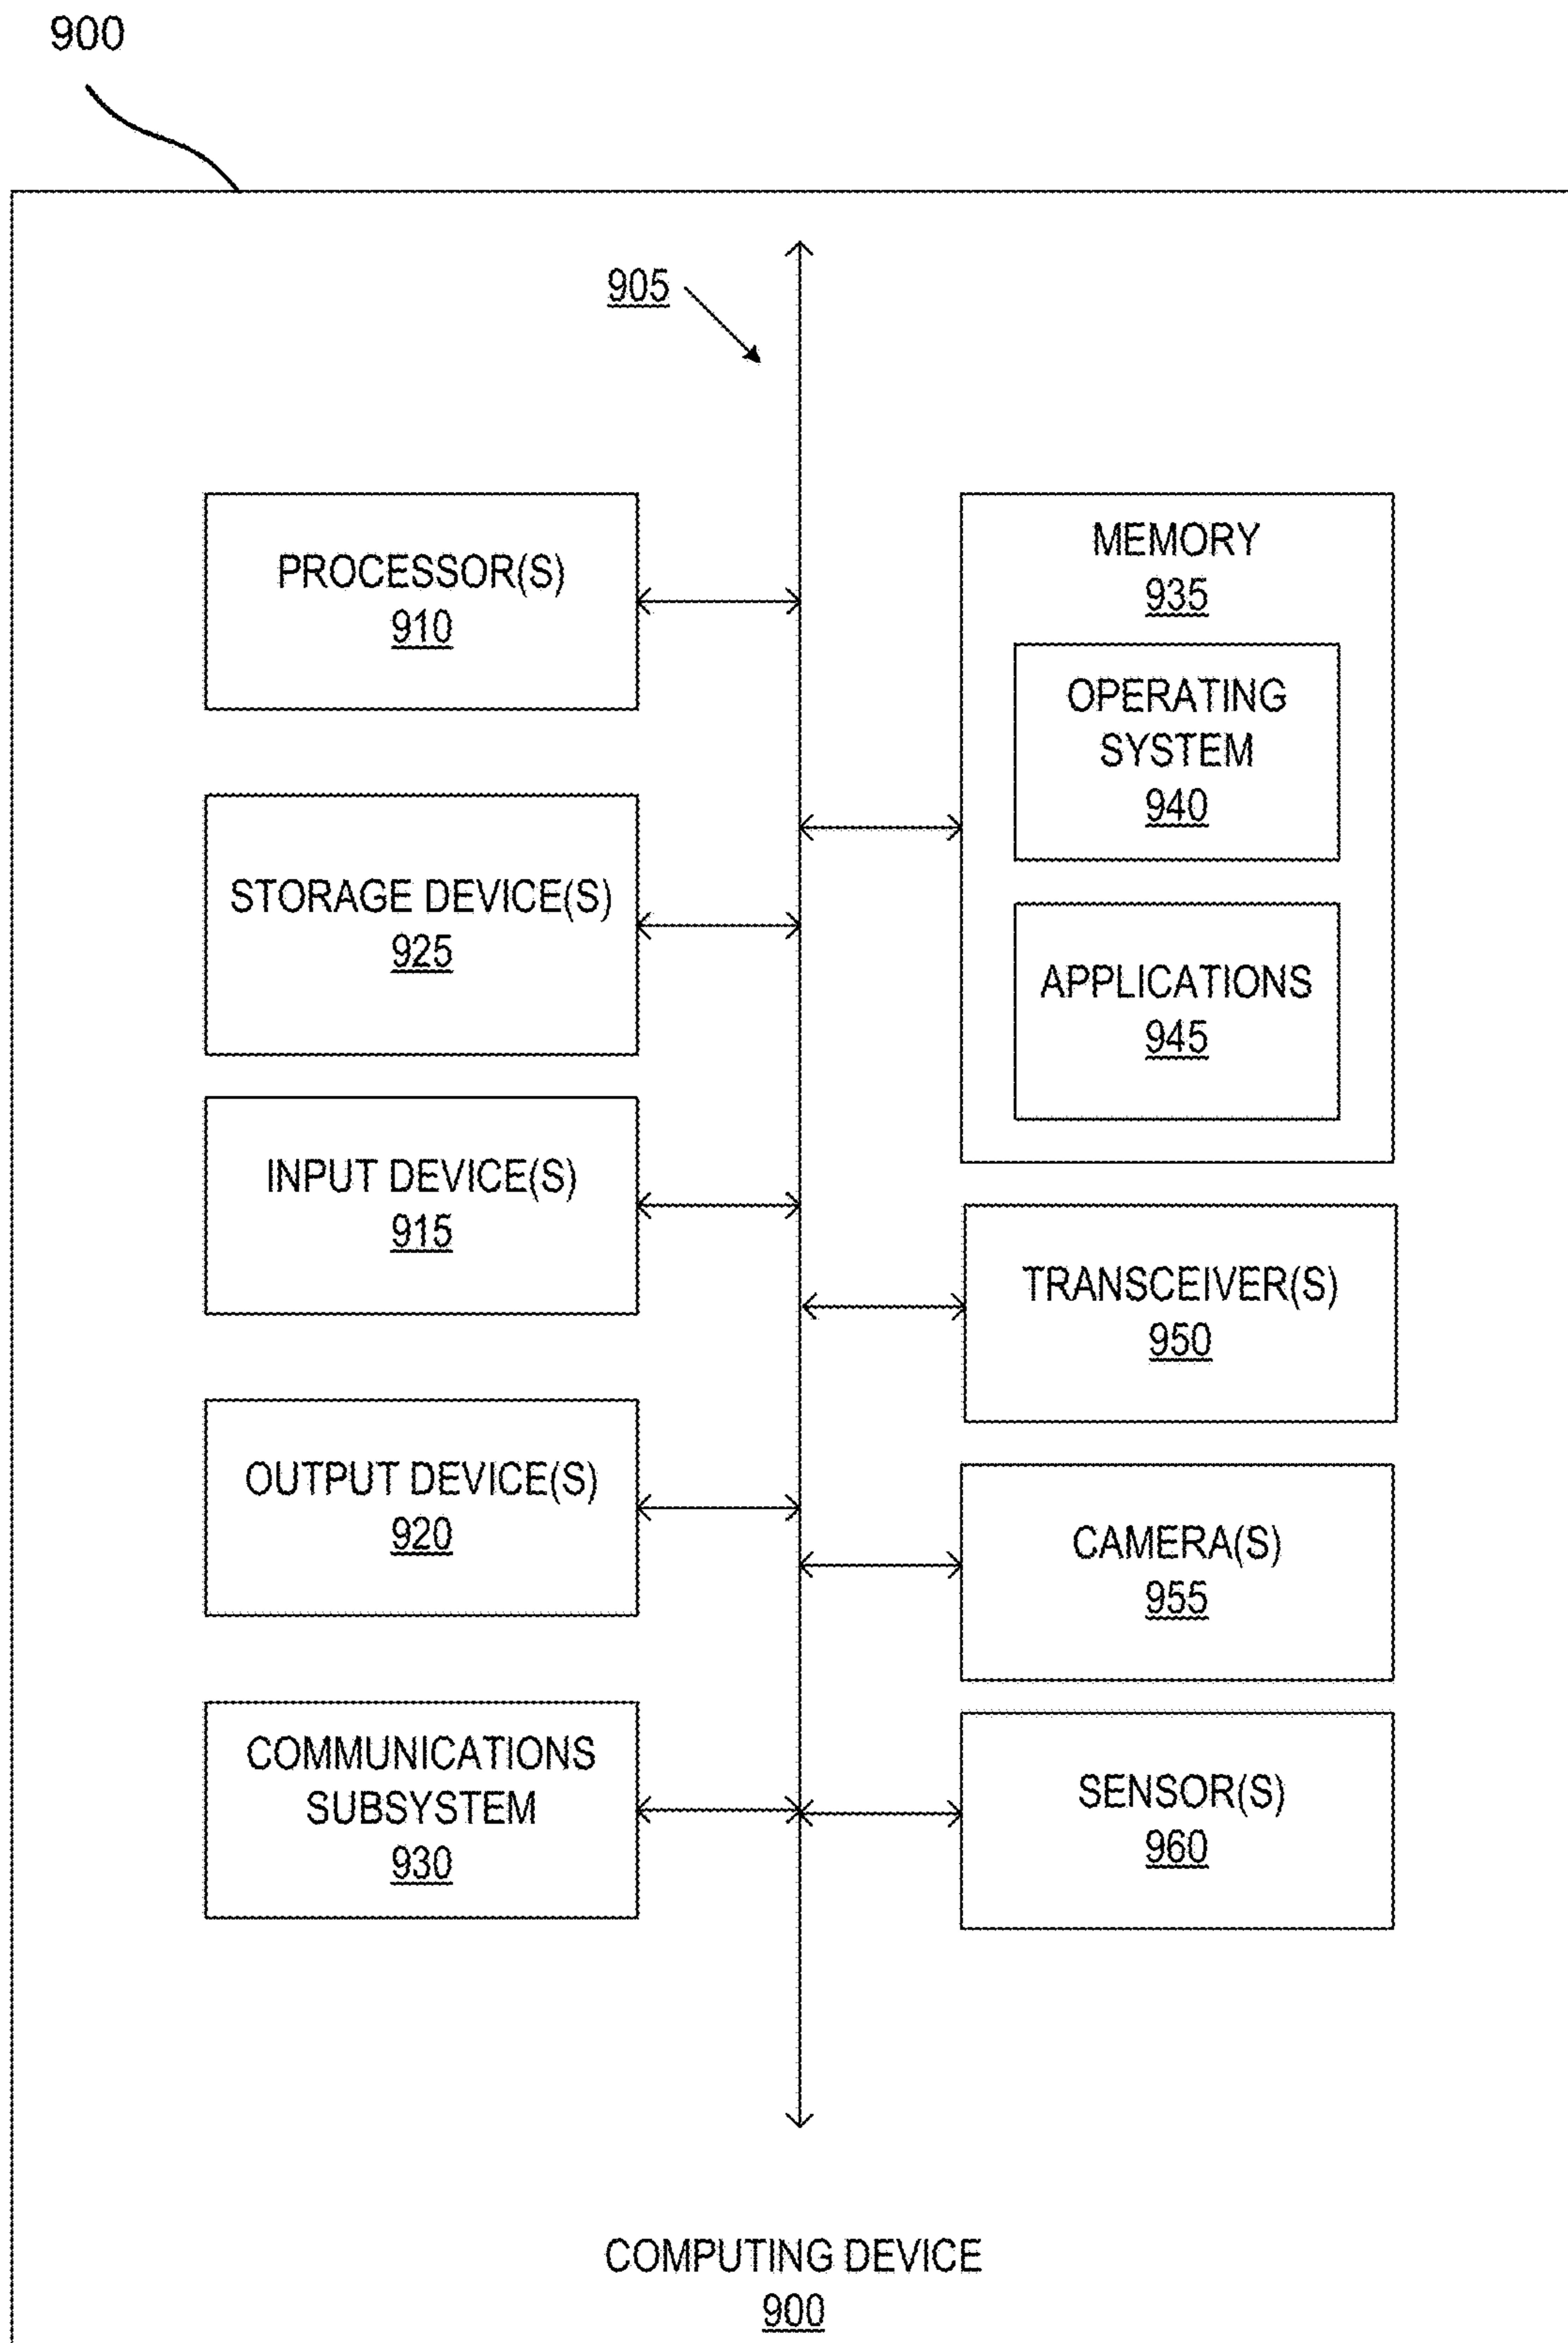 900
905
PROCESSOR(S)
910
STORAGE DEVICE(S)
925
INPUT DEVICE(S)
915
OUTPUT DEVICE(S)
920
COMMUNICATIONS
SUBSYSTEM
930
MEMORY
935
OPERATING
SYSTEM
940
APPLICATIONS
945
TRANSCEIVER(S)
950
CAMERA(S)
955
SENSOR(S)
960
COMPUTING DEVICE
900